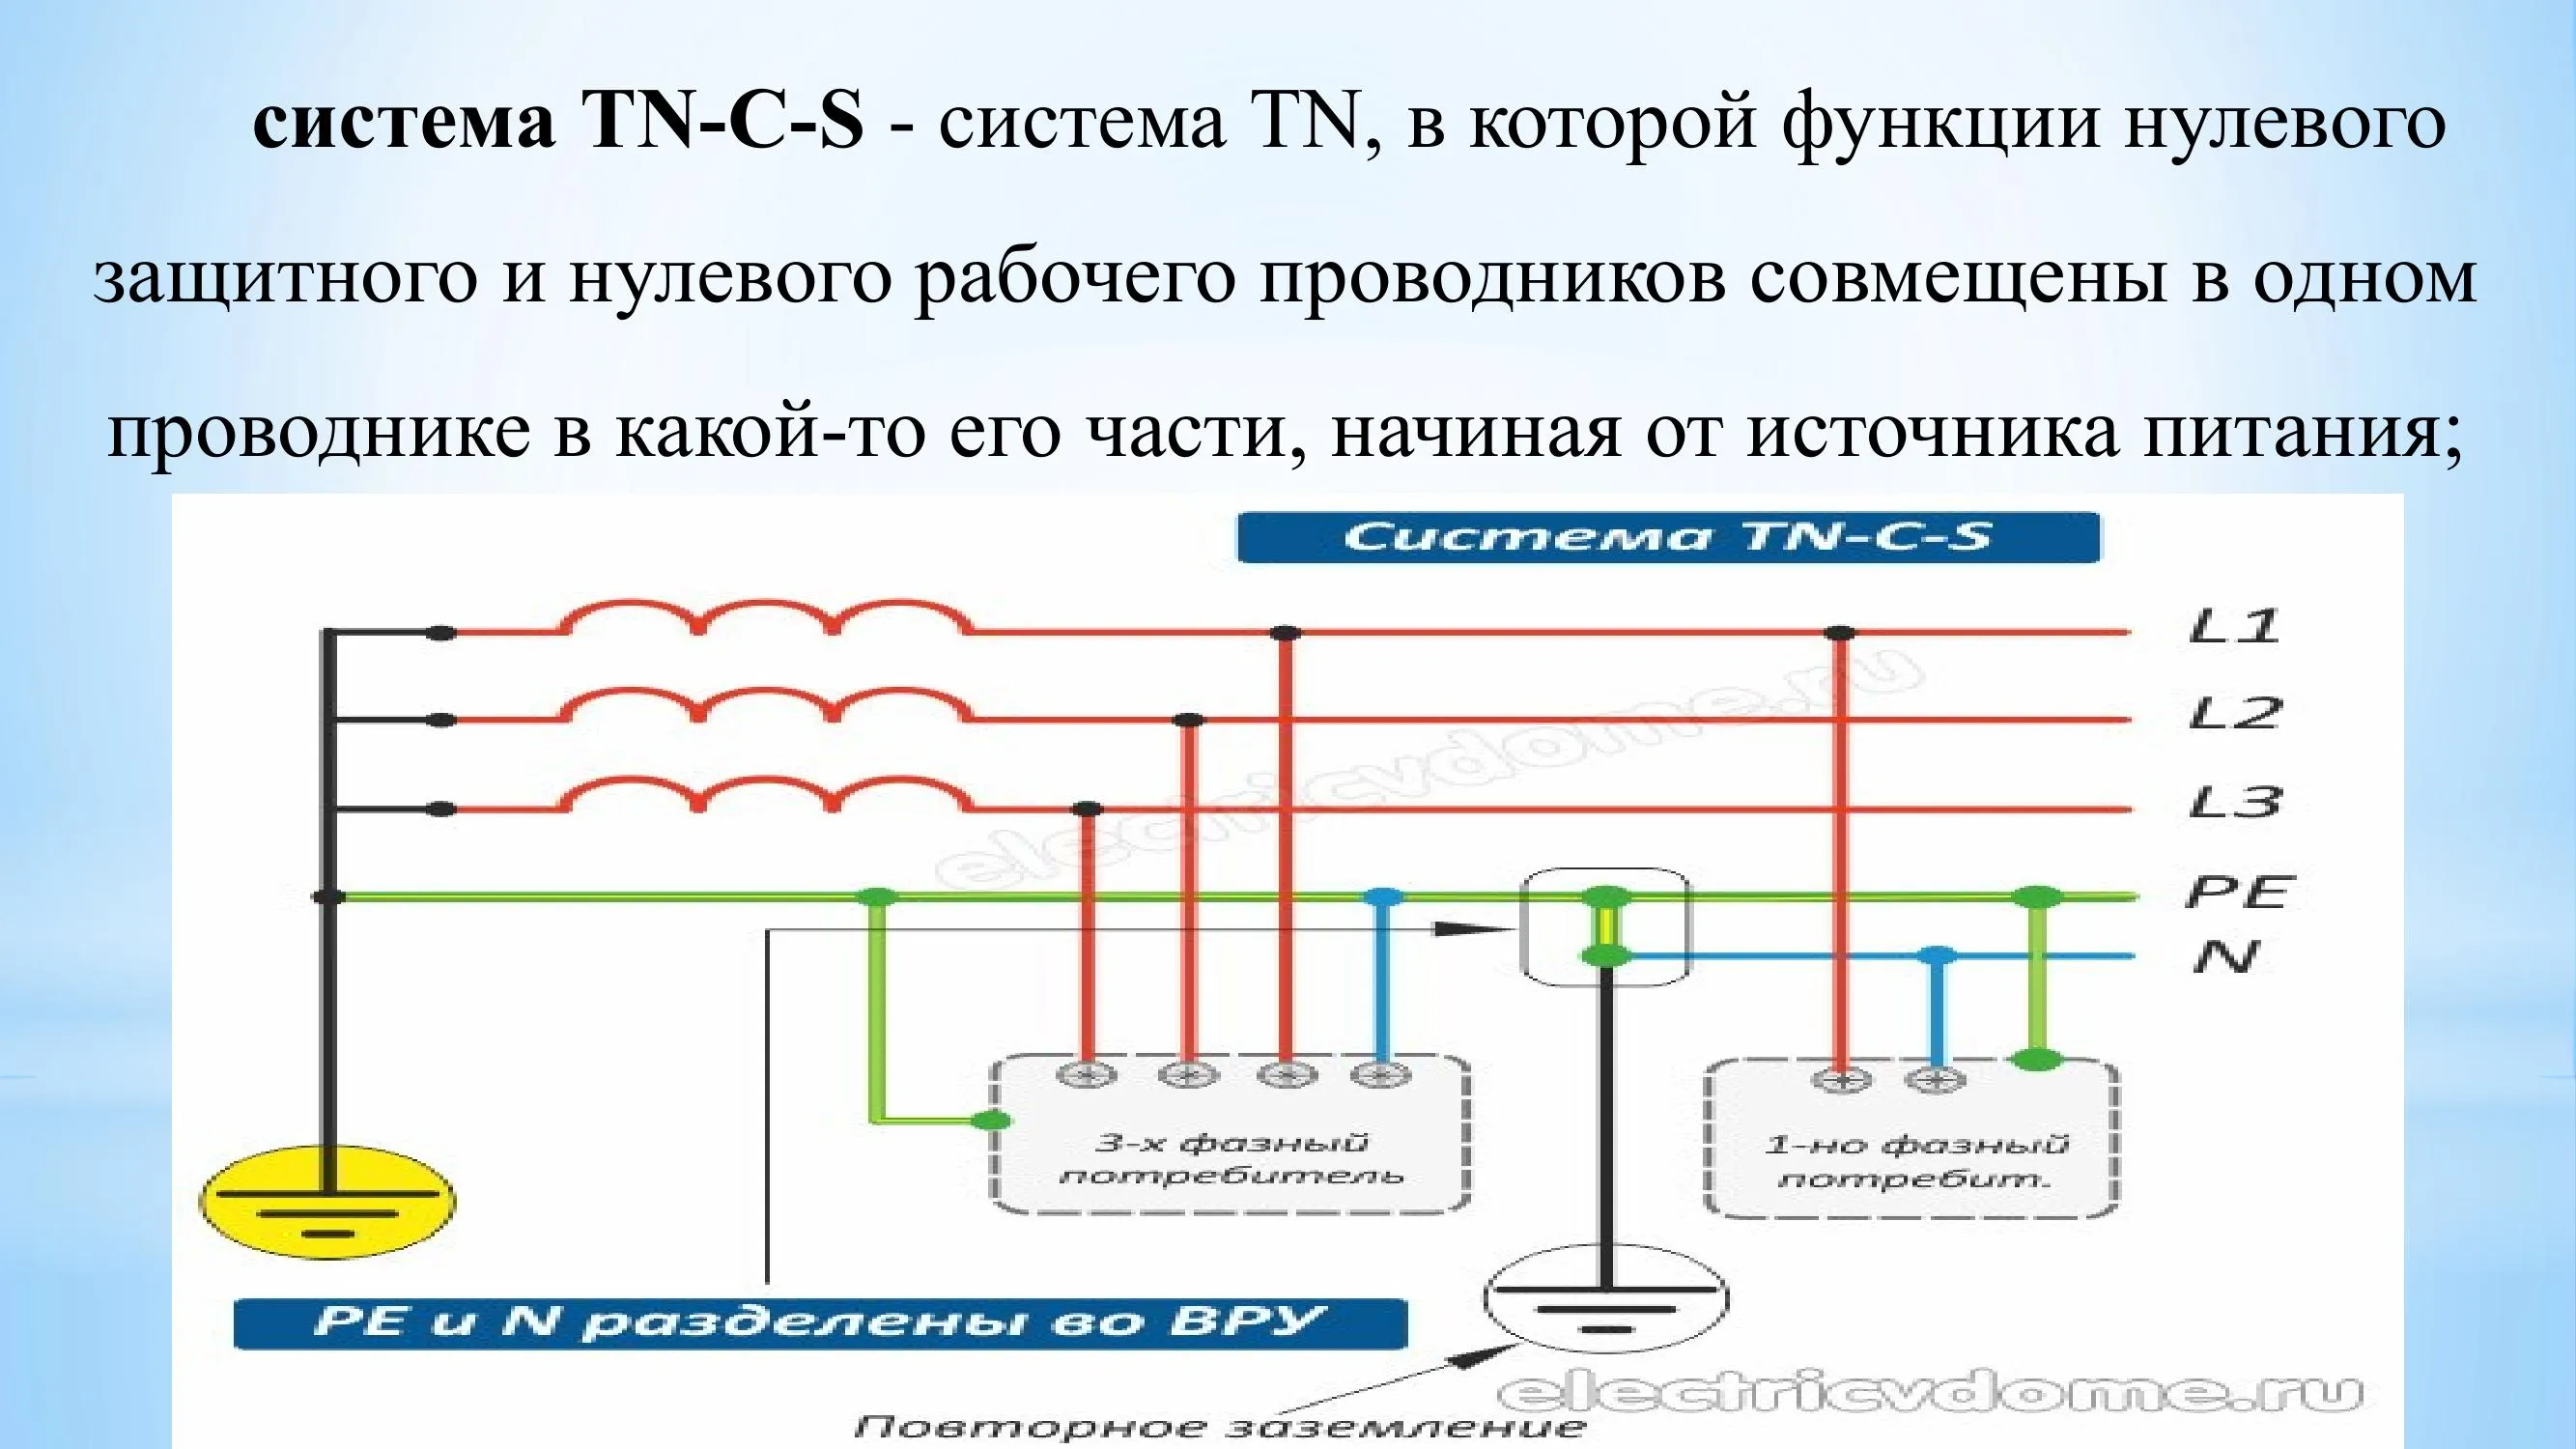 система TN-C-S - система TN, в которой функции нулевого
защитного и нулевого рабочего проводников совмещены в одном
проводнике в какой-то его части, начиная от источника питания;
Система TN-C-S
L1
L2
L3
PE
N
electricvdome.ru
3-х фазный
потребитель
1-но фазный
потребит.
PE и N разделены во ВРУ
electricvdome.ru
Повторное заземление